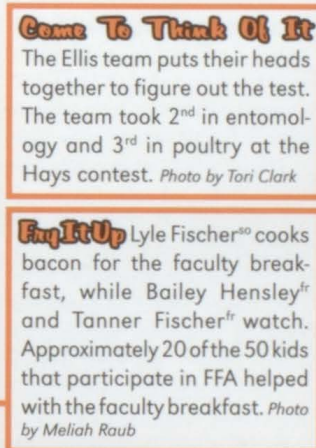 Come To Think Of It
The Ellis team puts their heads
together to figure out the test.
The team took 2nd in entomol-
ogy and 3rd in poultry at the
Hays contest. Photo by Tori Clark
Fry It Up Lyle Fischerso cooks
bacon for the faculty break-
fast, while Bailey Hensleyfr
and Tanner Fischerfr watch.
Approximately 20 of the 50 kids
that participate in FFA helped
with the faculty breakfast. Photo
by Meliah Raub